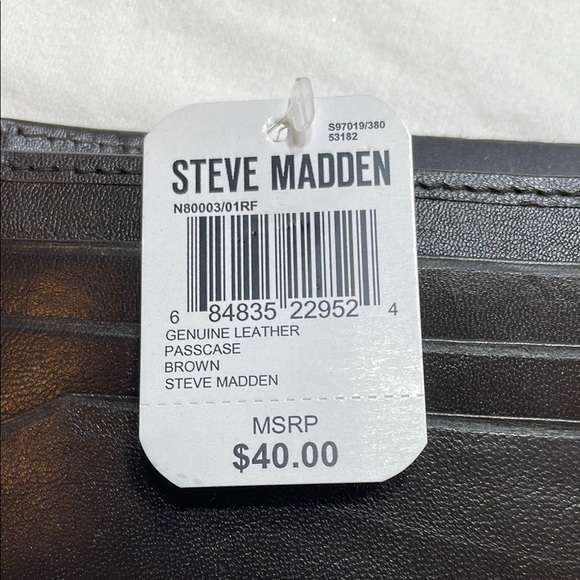 S97019/380
53182
STEVE MADDEN
N80003/01RF
6 84835 22952 4
GENUINE LEATHER
PASSCASE
BROWN
STEVE MADDEN
MSRP
$40.00